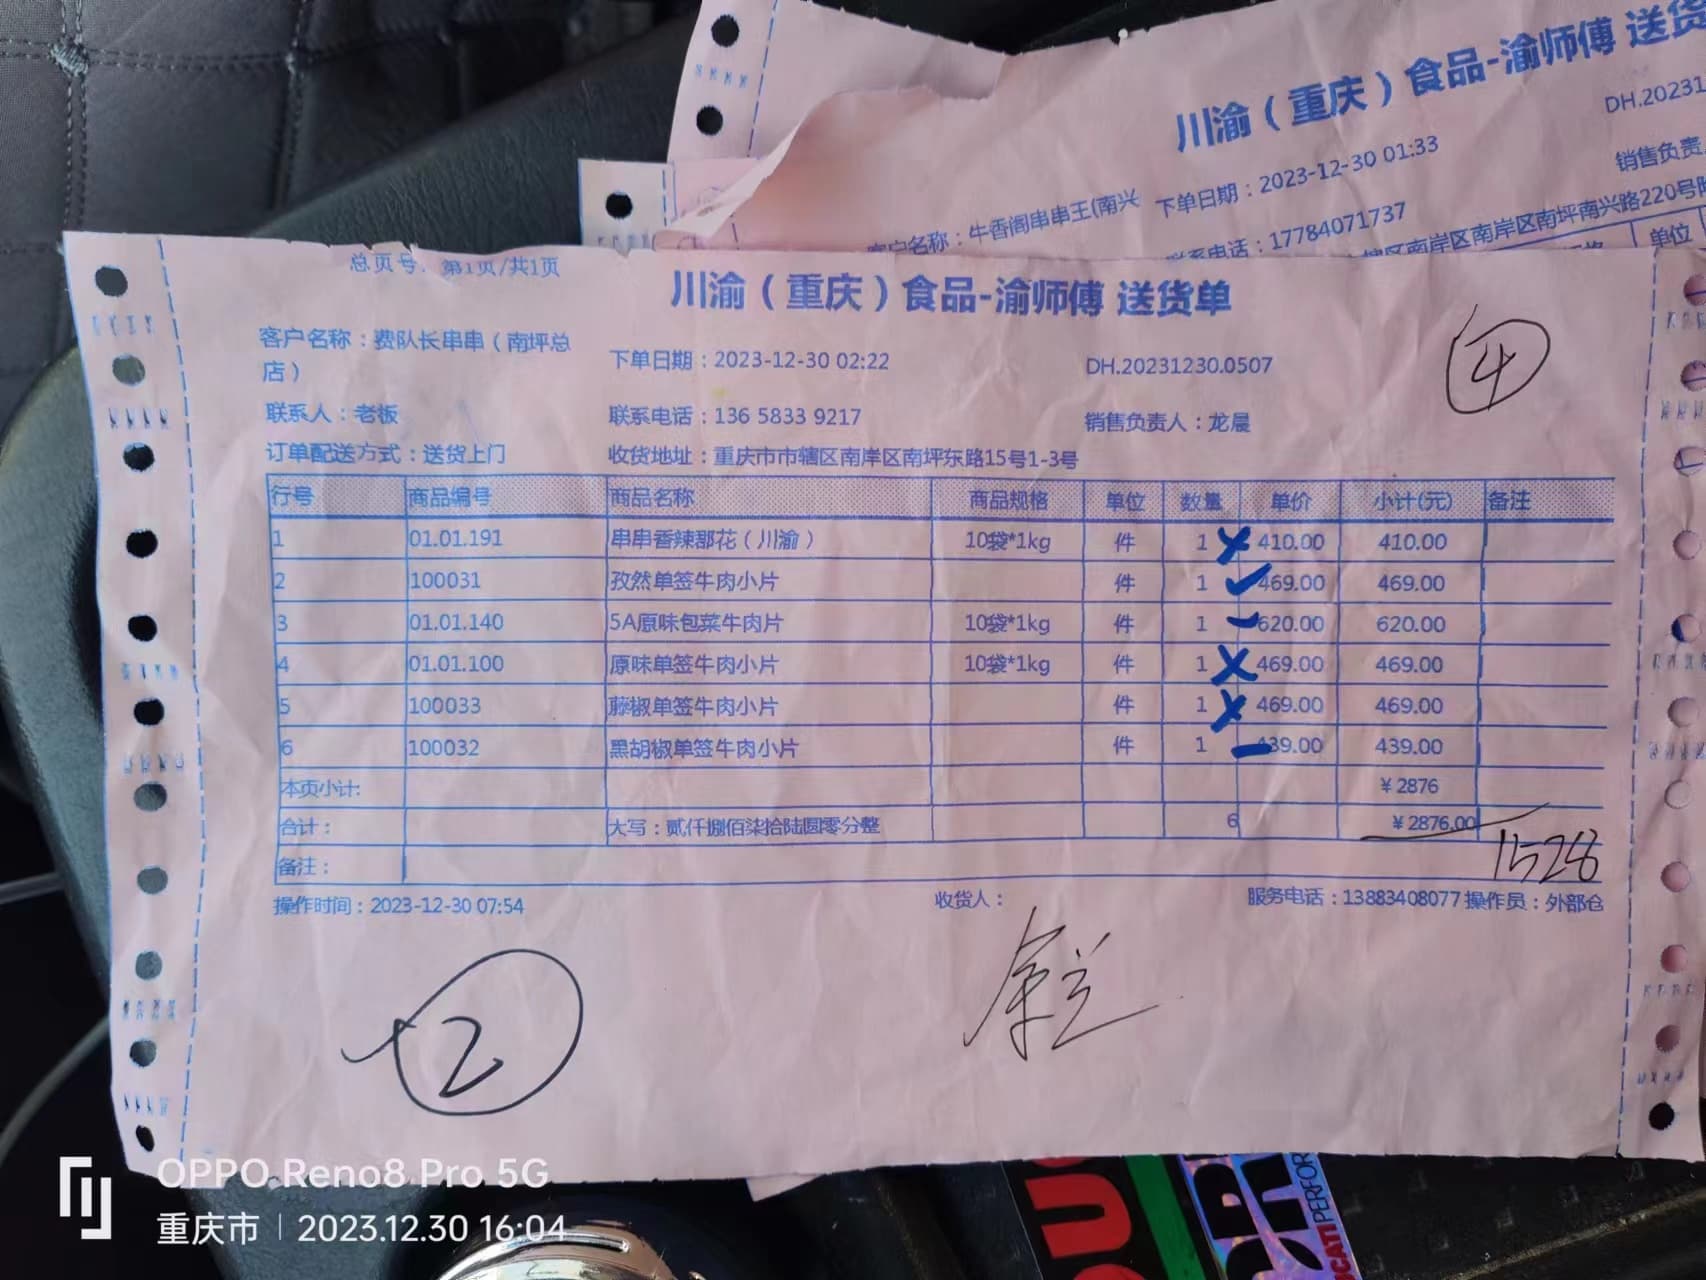 川渝（重庆）食品-渝师傅 送货
DH.20231
客户名称：牛香阁串串王(南兴 下单日期：2023-12-30 01:33 销售负责
联系电话：17784071737
辖区南岸区南坪南兴路220号附
单位
总页号：第1页/共1页
川渝（重庆）食品-渝师傅 送货单
4
客户名称：费队长串串（南坪总店） 下单日期：2023-12-30 02:22 DH.20231230.0507
联系人：老板 联系电话：136 5833 9217 销售负责人：龙晨
订单配送方式：送货上门 收货地址：重庆市市辖区南岸区南坪东路15号1-3号
行号 商品编号 商品名称 商品规格 单位 数量 单价 小计(元) 备注
1 01.01.191 串串香辣郡花（川渝） 10袋*1kg 件 1 410.00 410.00
2 100031 孜然单签牛肉小片 件 1 469.00 469.00
3 01.01.140 5A原味包菜牛肉片 10袋*1kg 件 1 620.00 620.00
4 01.01.100 原味单签牛肉小片 10袋*1kg 件 1 469.00 469.00
5 100033 藤椒单签牛肉小片 件 1 469.00 469.00
6 100032 黑胡椒单签牛肉小片 件 1 439.00 439.00
本页小计: ￥2876
合计： 大写：贰仟捌佰柒拾陆圆零分整 6 ￥2876.00
1528
备注：
操作时间：2023-12-30 07:54 收货人： 服务电话：13883408077 操作员：外部仓
2
OPPO Reno8 Pro 5G
重庆市 2023.12.30 16:04
DUC
CATI
PERFOR